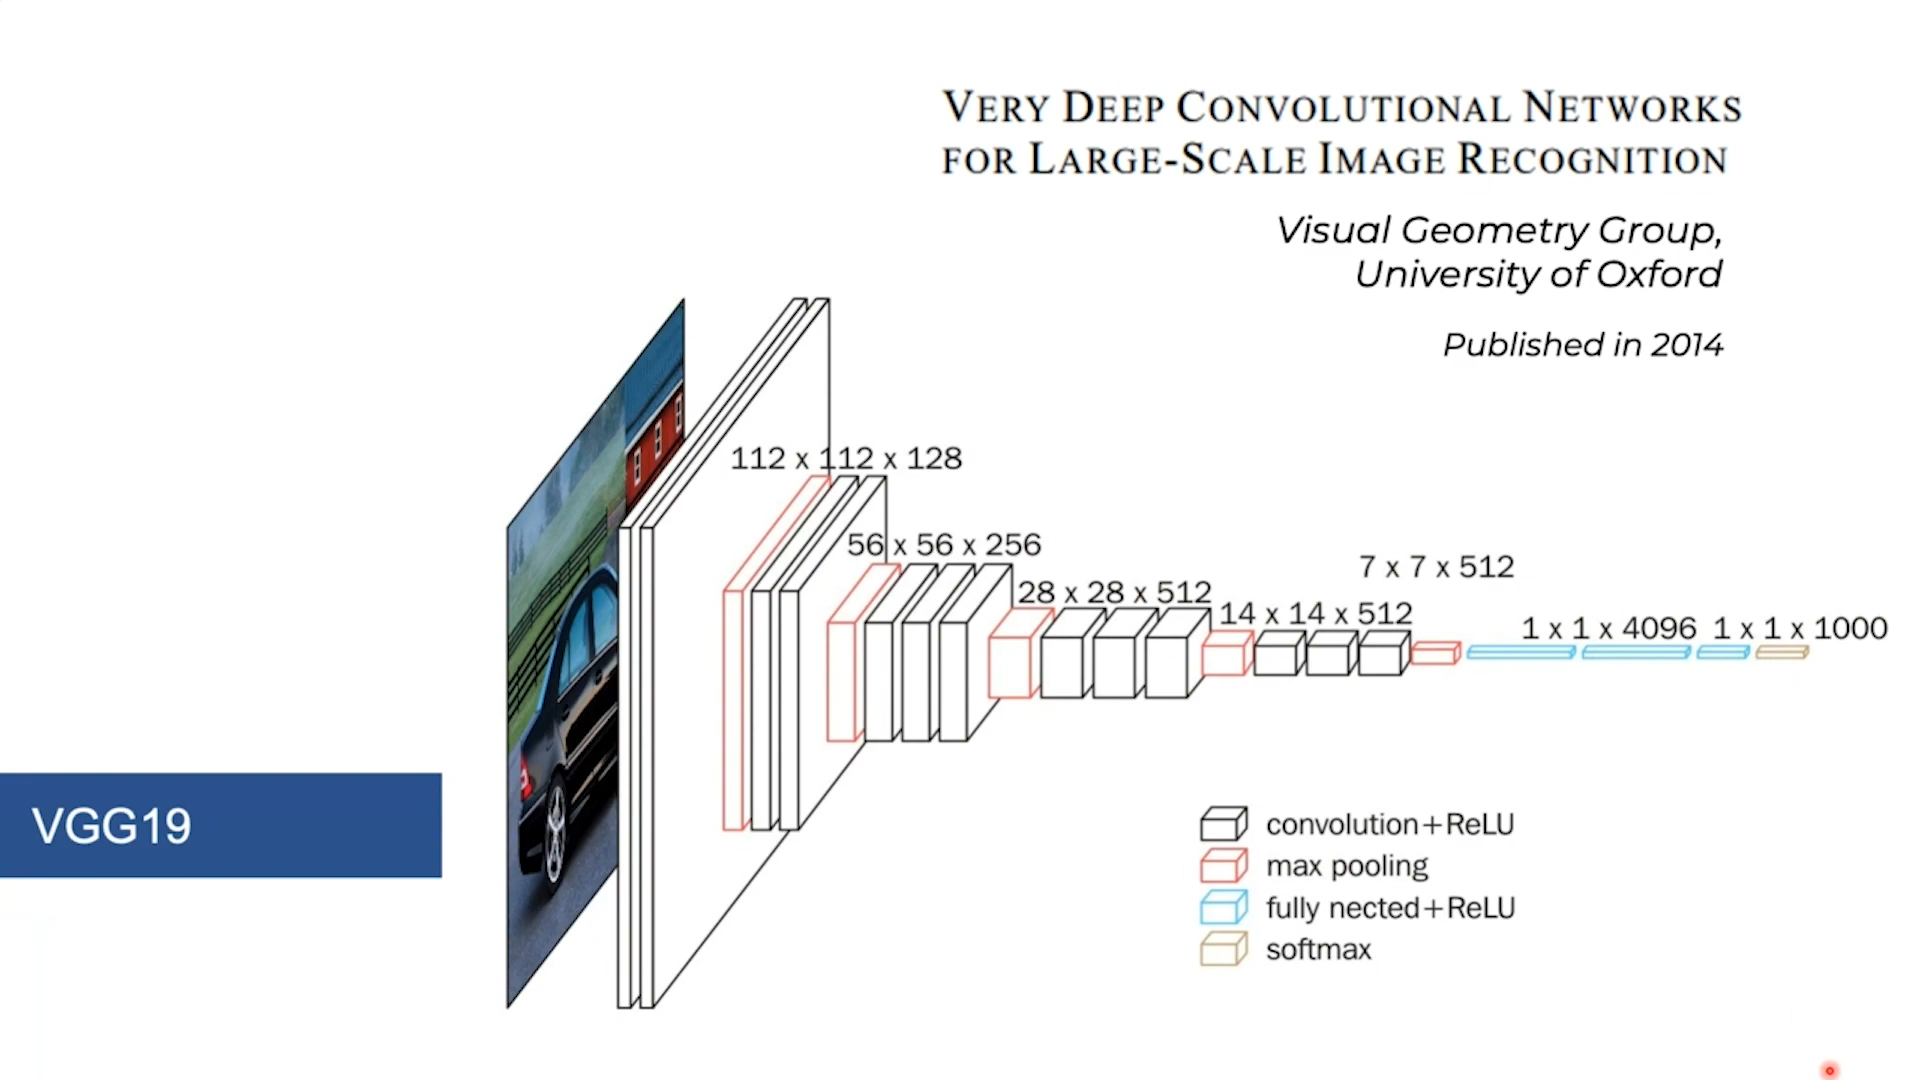 VERY DEEP CONVOLUTIONAL NETWORKS
FOR LARGE-SCALE IMAGE RECOGNITION
Visual Geometry Group,
University of Oxford
Published in 2014
112 x 112 x 128
56 x 56 x 256
28 x 28 x 512
14 x 14 x 512
7 x 7 x 512
1 x 1 x 4096
1 x 1 x 1000
VGG19
convolution+ReLU
max pooling
fully nected+ReLU
softmax